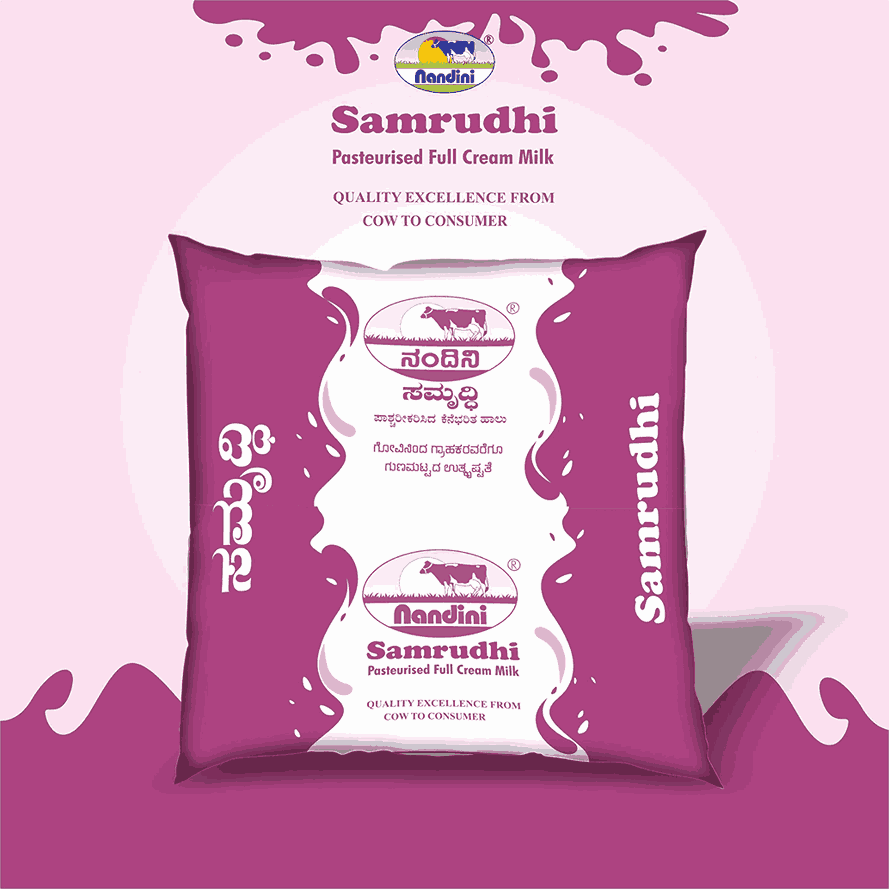 Nandini
®
Samrudhi
Pasteurised Full Cream Milk
QUALITY EXCELLENCE FROM
COW TO CONSUMER
®
ನಂದಿನಿ
ಸಮೃದ್ಧಿ
ಪಾಶ್ಚರೀಕರಿಸಿದ ಕೆನೆಭರಿತ ಹಾಲು
ಗೋವಿನಿಂದ ಗ್ರಾಹಕರವರೆಗೂ
ಗುಣಮಟ್ಟದ ಉತ್ಕೃಷ್ಟತೆ
ಸಮೃದ್ಧಿ
Samrudhi
®
Nandini
Samrudhi
Pasteurised Full Cream Milk
QUALITY EXCELLENCE FROM
COW TO CONSUMER